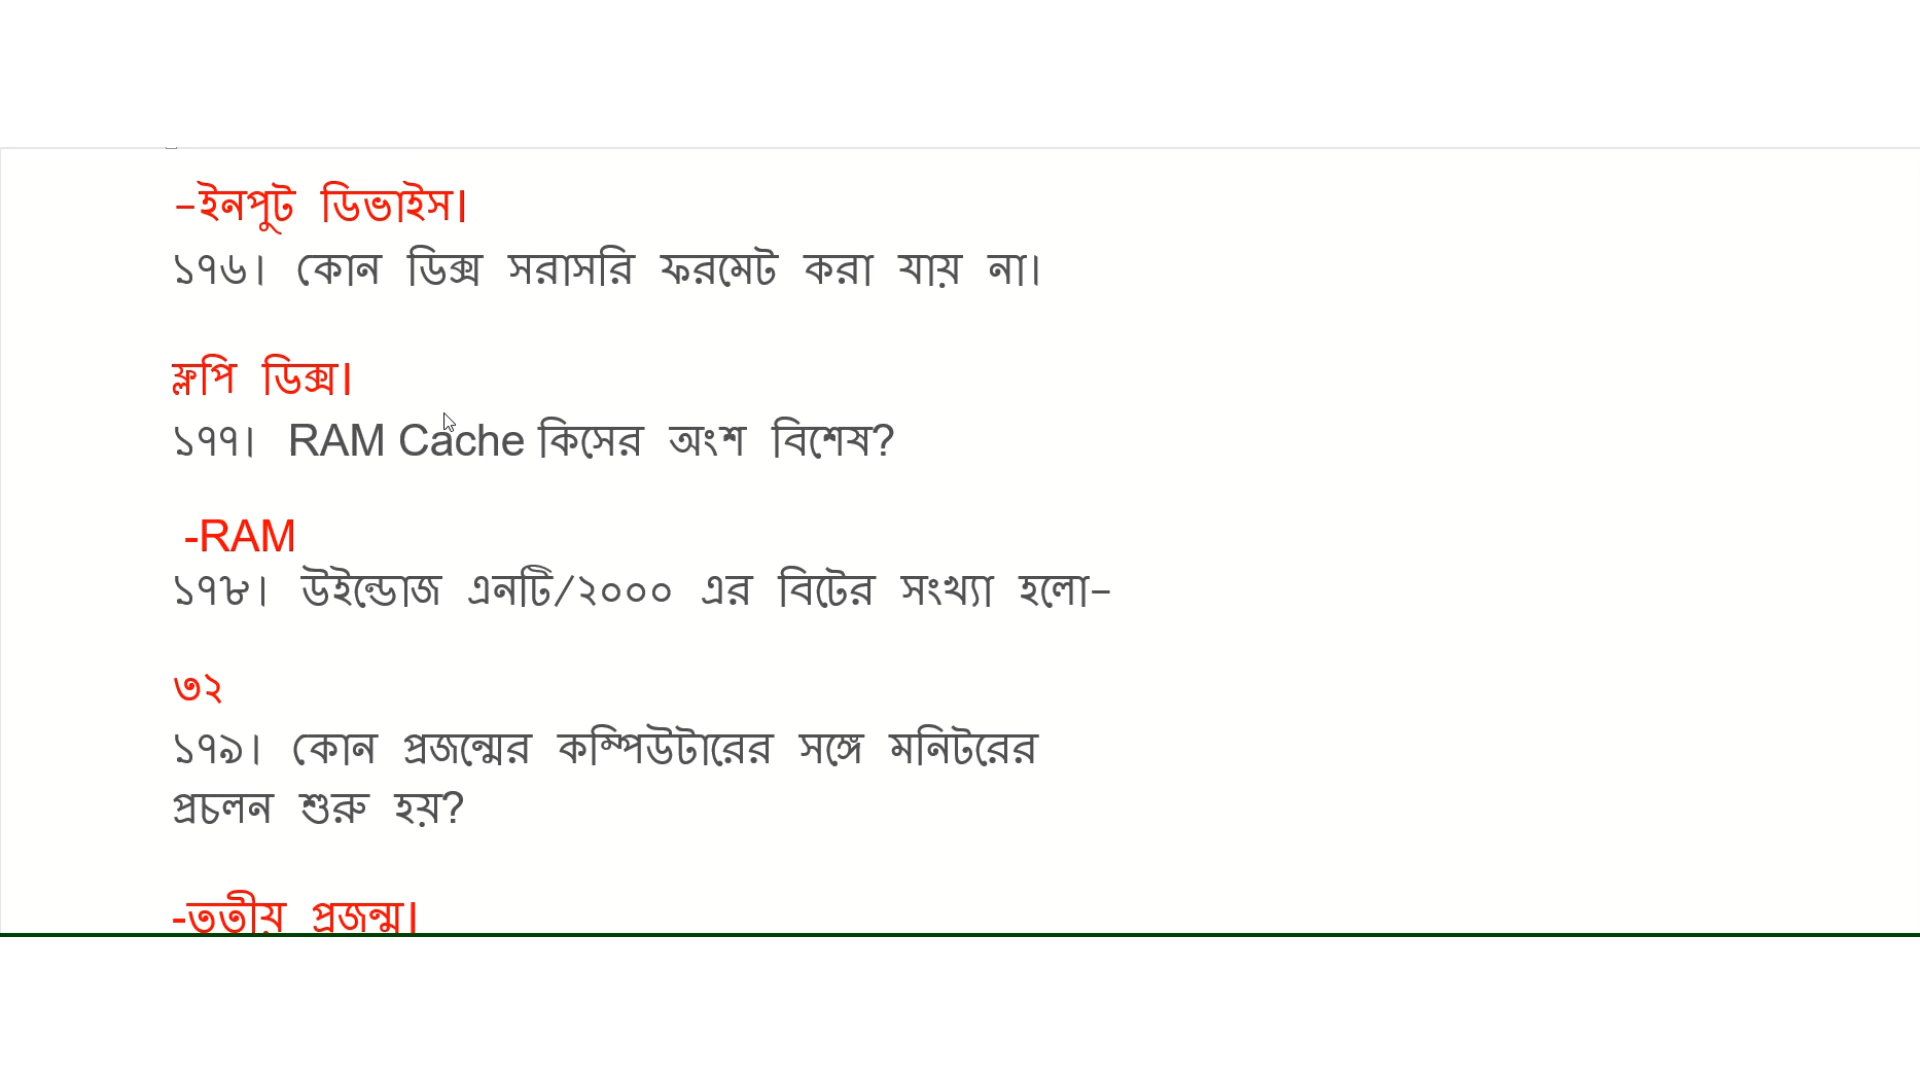 –ইনপুট ডিভাইস।
১৭৬। কোন ডিক্স সরাসরি ফরমেট করা যায় না।
ফ্লপি ডিক্স।
১৭৭। RAM Cache কিসের অংশ বিশেষ?
-RAM
১৭৮। উইন্ডোজ এনটি/২০০০ এর বিটের সংখ্যা হলো–
৩২
১৭৯। কোন প্রজন্মের কম্পিউটারের সঙ্গে মনিটরের
প্রচলন শুরু হয়?
-তৃতীয় প্রজন্ম।